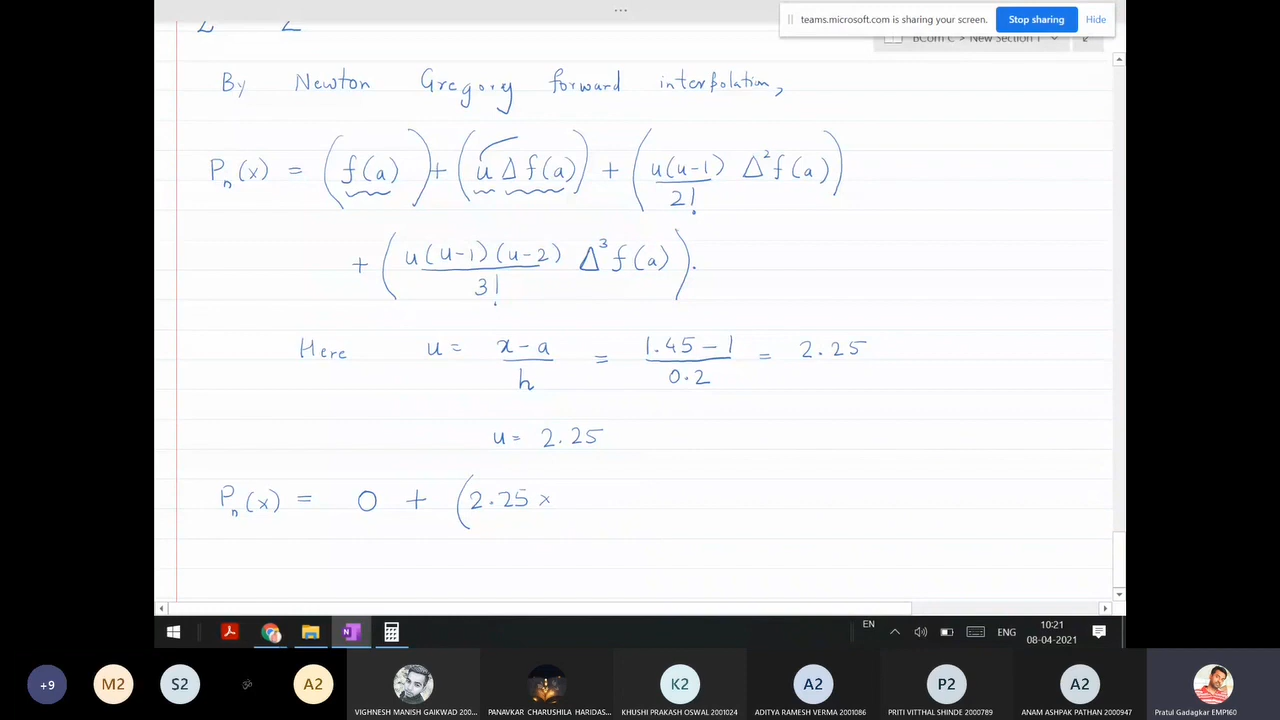 teams.microsoft.com is sharing your screen. Stop sharing Hide
BCom C > New Section 1
By Newton Gregory forward interpolation,
Pn(x) = (f(a)) + (u Δ f(a)) + (u(u-1)/2! Δ²f(a))
+ (u(u-1)(u-2)/3! Δ³f(a)).
Here u = x-a/h = 1.45-1/0.2 = 2.25
u = 2.25
Pn(x) = 0 + (2.25 ×
EN ENG 10:21
08-04-2021
+9 M2 S2 A2 K2 A2 P2 A2
VIGHNESH MANISH GAIKWAD 200... PANAVKAR CHARUSHILA HARIDAS... KHUSHI PRAKASH OSWAL 2001024 ADITYA RAMESH VERMA 2001086 PRITI VITTHAL SHINDE 2000789 ANAM ASHPAK PATHAN 2000947 Pratul Gadagkar EMP160